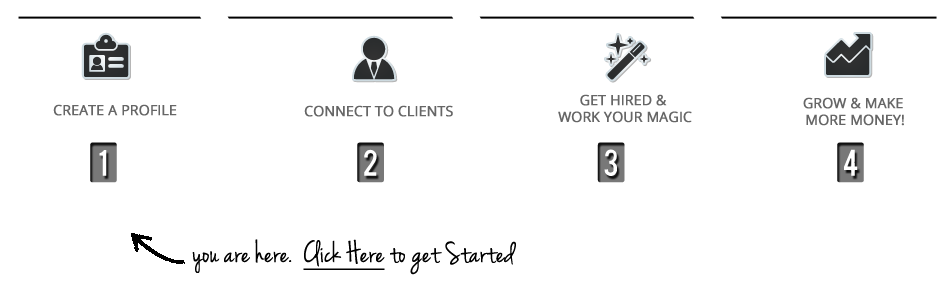 CREATE A PROFILE
1
CONNECT TO CLIENTS
2
GET HIRED &
WORK YOUR MAGIC
3
GROW & MAKE
MORE MONEY!
4
you are here. Click Here to get Started